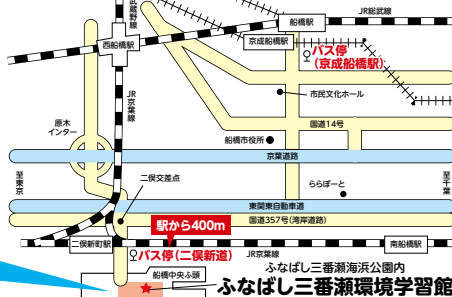 武蔵野線
船橋駅
JR総武線
西船橋駅
京成船橋駅
バス停
(京成船橋駅)
JR京葉線
市民文化ホール
原木
インター
国道14号
船橋市役所
京葉道路
至東京
二俣交差点
ららぽーと
至千葉
東関東自動車道
駅から400m
国道357号(湾岸道路)
二俣新町駅
バス停(二俣新道)
JR京葉線
南船橋駅
船橋中央ふ頭
ふなばし三番瀬海浜公園内
ふなばし三番瀬環境学習館